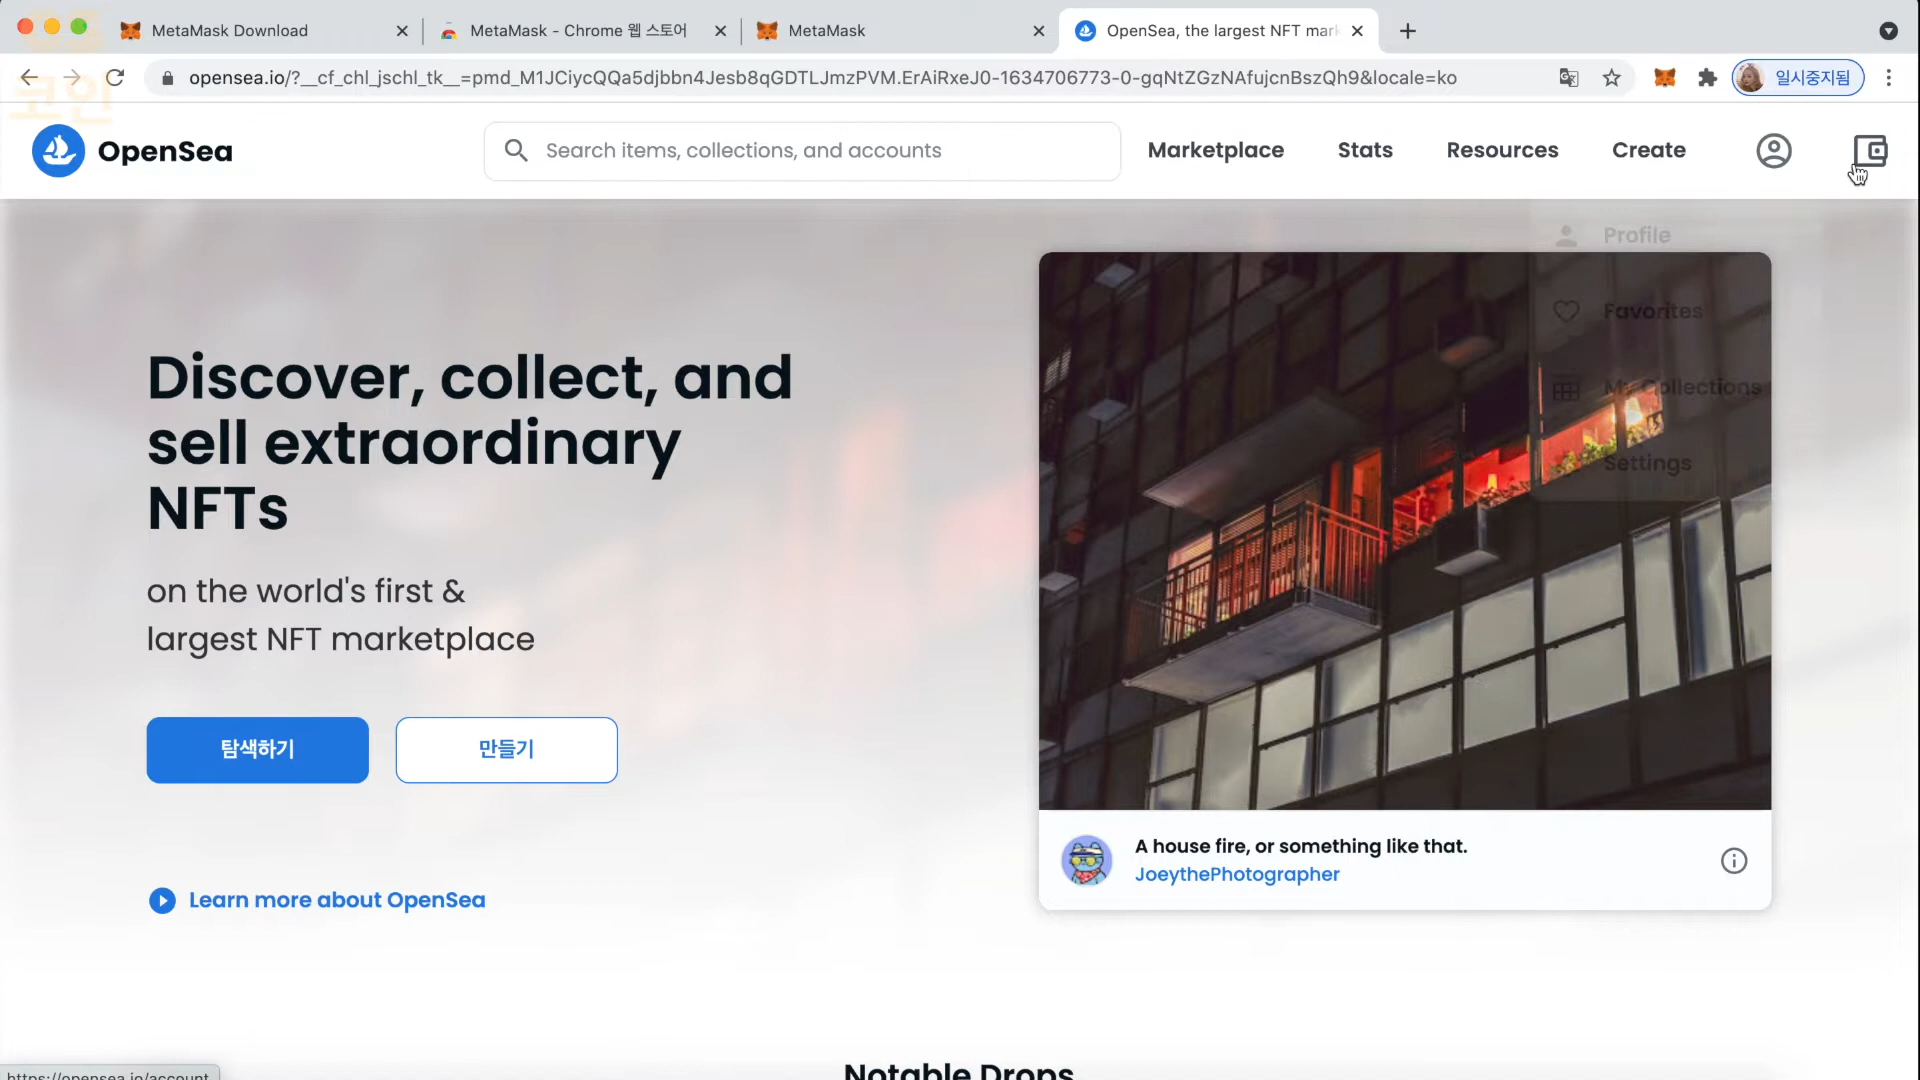 MetaMask Download
MetaMask - Chrome 웹 스토어
MetaMask
OpenSea, the largest NFT mar
opensea.io/?__cf_chl_jschl_tk__=pmd_M1JCiycQQa5djbbn4Jesb8qGDTLJmzPVM.ErAiRxeJ0-1634706773-0-gqNtZGzNAfujcnBszQh9&locale=ko
일시중지됨
코인
OpenSea
Search items, collections, and accounts
Marketplace
Stats
Resources
Create
Profile
Favorites
My Collections
Settings
Discover, collect, and
sell extraordinary
NFTs
on the world's first &
largest NFT marketplace
탐색하기
만들기
Learn more about OpenSea
A house fire, or something like that.
JoeythePhotographer
Notable Drops
https://opensea.io/account